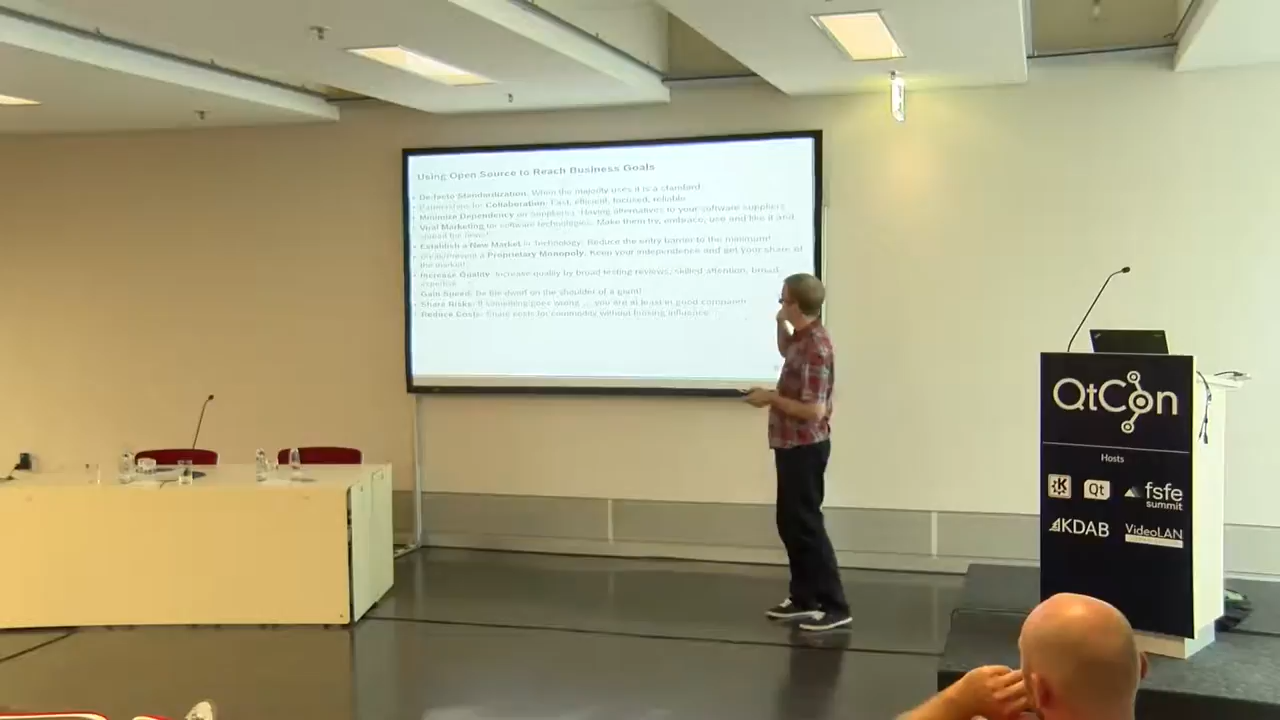 Using Open Source to Reach Business Goals
De-facto Standardization: When the majority uses it is a standard
Collaboration: Fast, efficient, focused, reliable
Minimize Dependency on Suppliers: Having alternatives to your software suppliers
Viral Marketing for software technologies: Make them try, embrace, use and like it and
Establish a New Market in Technology: Reduce the entry barrier to the minimum!
a Proprietary Monopoly: Keep your independence and get your share of
the market!
Increase Quality: Increase quality by broad testing reviews, skilled attention, broad
Gain Speed: Be the dwarf on the shoulder of a giant!
Share Risks: If something goes wrong ... you are at least in good company
Reduce Costs: Share costs for commodity without loosing influence
QtCon
Hosts
K
Qt
fsfe
summit
KDAB
VideoLAN